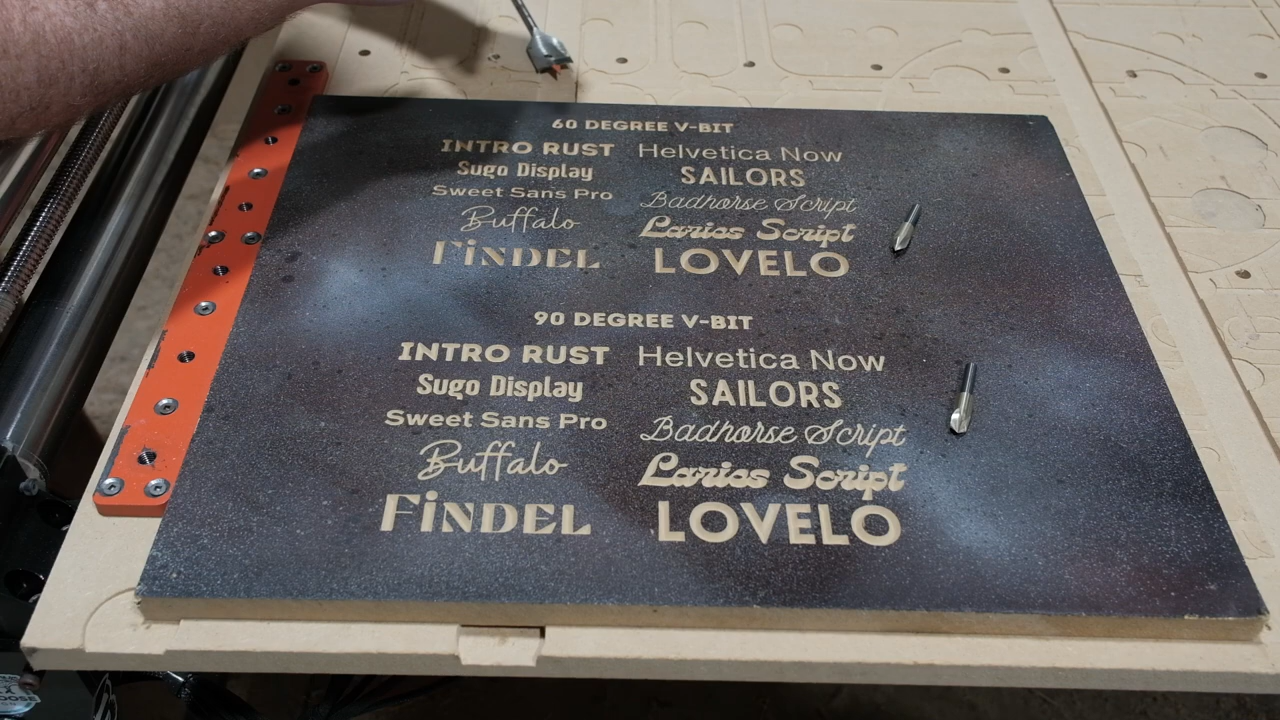 60 DEGREE V-BIT
INTRO RUST Helvetica Now
Sugo Display SAILORS
Sweet Sans Pro Badhorse Script
Buffalo Larios Script
FiNDEL LOVELO
90 DEGREE V-BIT
INTRO RUST Helvetica Now
Sugo Display SAILORS
Sweet Sans Pro Badhorse Script
Buffalo Larios Script
FiNDEL LOVELO